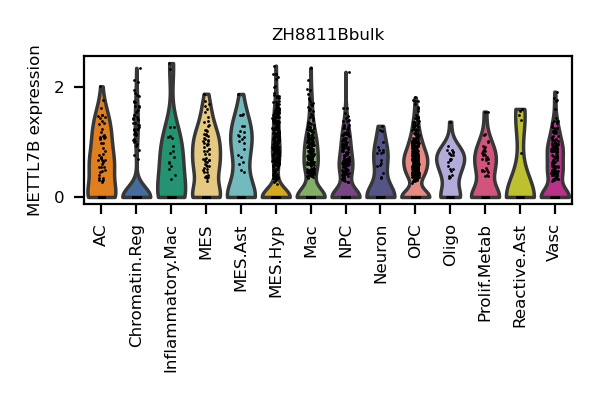 ZH8811Bbulk
METTL7B expression
2
0
AC
Chromatin.Reg
Inflammatory.Mac
MES
MES.Ast
MES.Hyp
Mac
NPC
Neuron
OPC
Oligo
Prolif.Metab
Reactive.Ast
Vasc